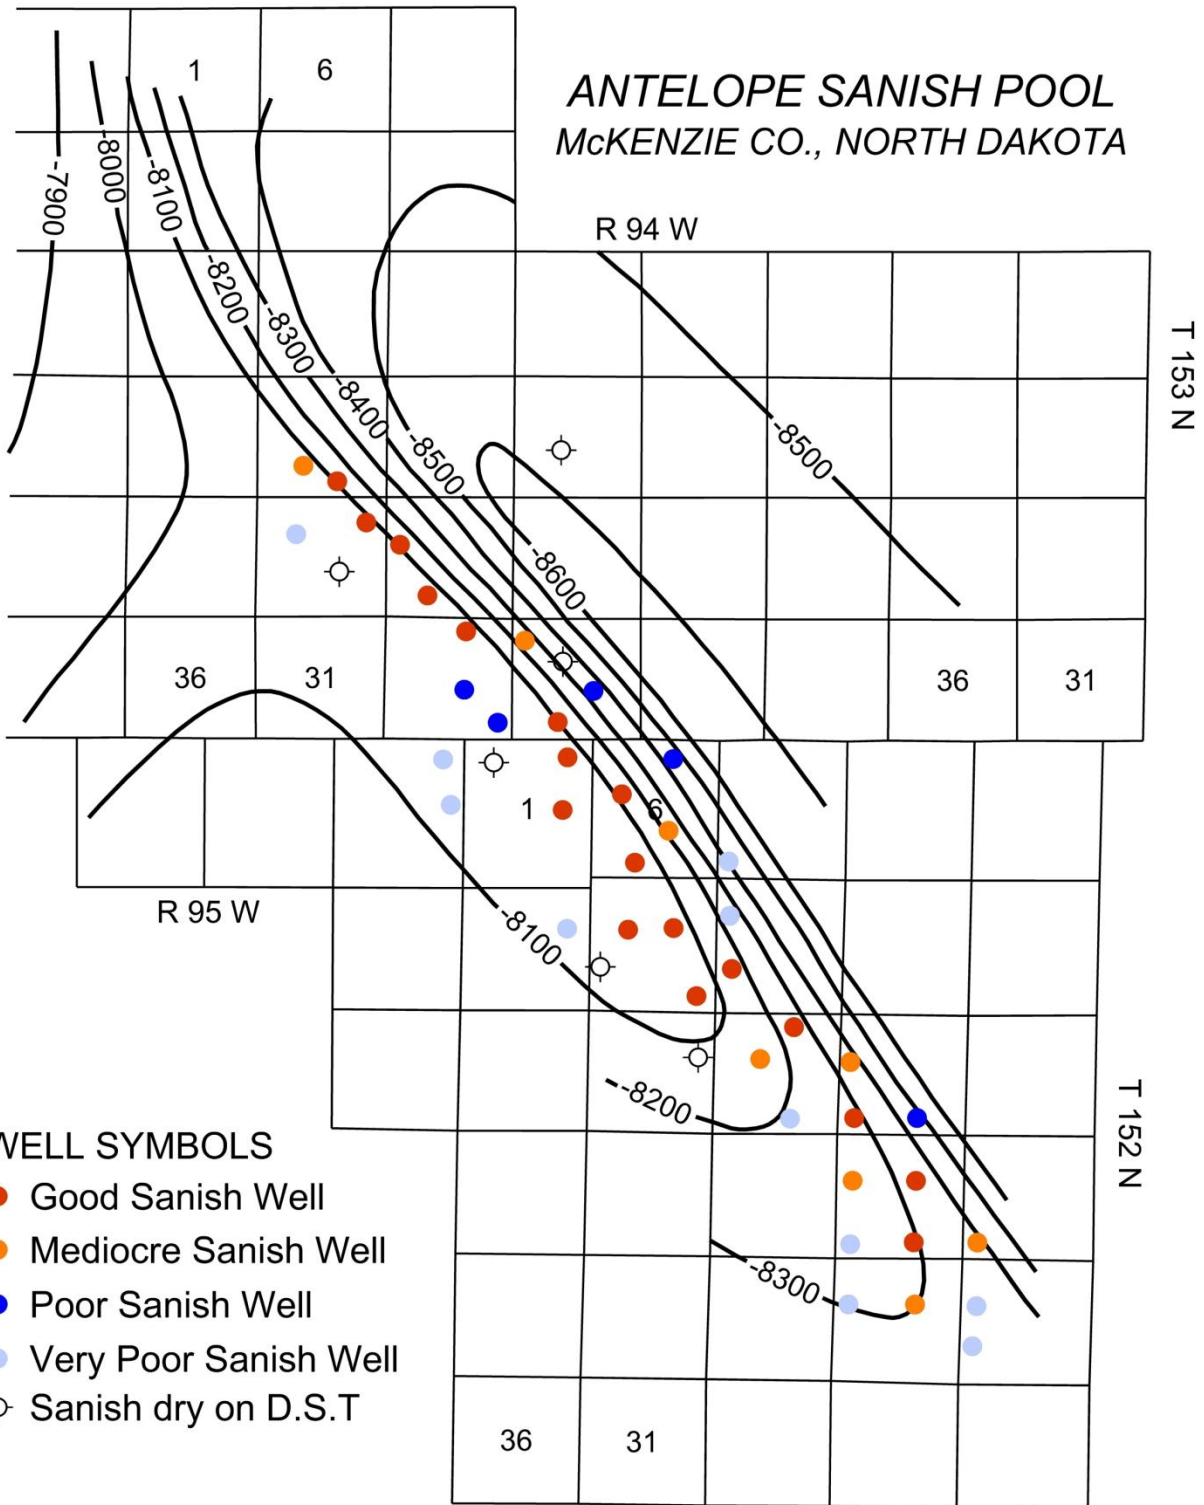 ANTELOPE SANISH POOL
McKENZIE CO., NORTH DAKOTA
1
6
R 94 W
T 153 N
-7900
-8000
-8100
-8200
-8300
-8400
-8500
-8500
-8600
36
31
36
31
1
6
R 95 W
-8100
-8200
T 152 N
-8300
WELL SYMBOLS
Good Sanish Well
Mediocre Sanish Well
Poor Sanish Well
Very Poor Sanish Well
Sanish dry on D.S.T
36
31